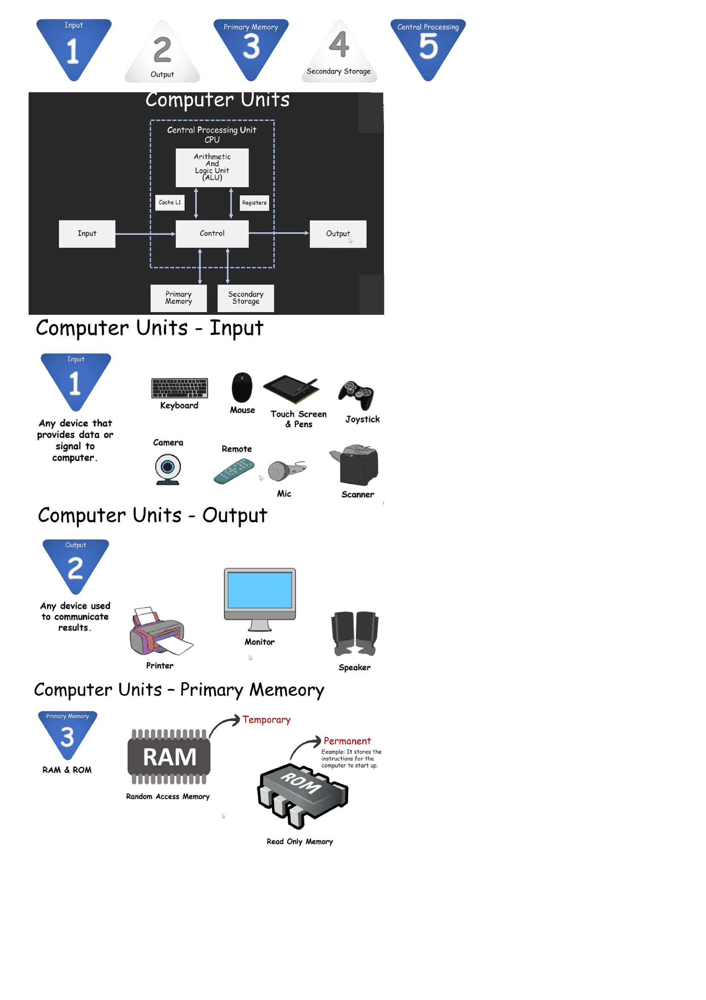 Input
1
2
Output
Primary Memory
3
4
Secondary Storage
Central Processing
5
Computer Units
Central Processing Unit
CPU
Arithmetic
And
Logic Unit
(ALU)
Cache L1
Registers
Input
Control
Output
Primary
Memory
Secondary
Storage
Computer Units - Input
Input
1
Any device that
provides data or
signal to
computer.
Keyboard
Mouse
Touch Screen
& Pens
Joystick
Camera
Remote
Mic
Scanner
Computer Units - Output
Output
2
Any device used
to communicate
results.
Printer
Monitor
Speaker
Computer Units – Primary Memeory
Primary Memory
3
RAM & ROM
RAM
Random Access Memory
Temporary
Permanent
Example: It stores the
instructions for the
computer to start up.
ROM
Read Only Memory